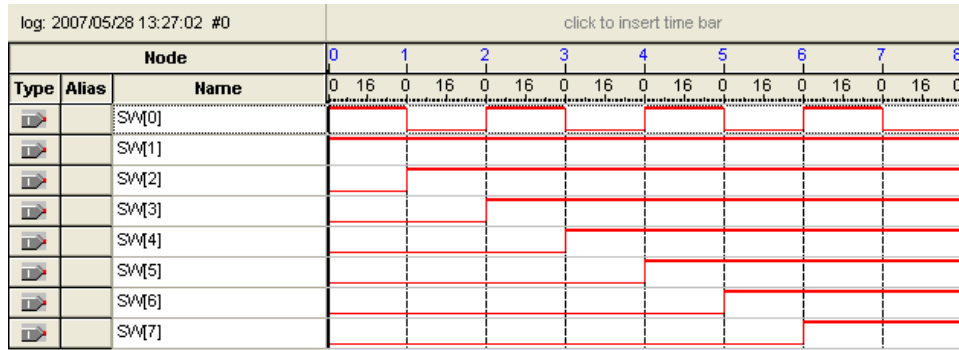 log: 2007/05/28 13:27:02 #0 click to insert time bar
Node 0 1 2 3 4 5 6 7 8
Type Alias Name 0 16 0 16 0 16 0 16 0 16 0 16 0 16 0 16 0
SW[0]
SW[1]
SW[2]
SW[3]
SW[4]
SW[5]
SW[6]
SW[7]